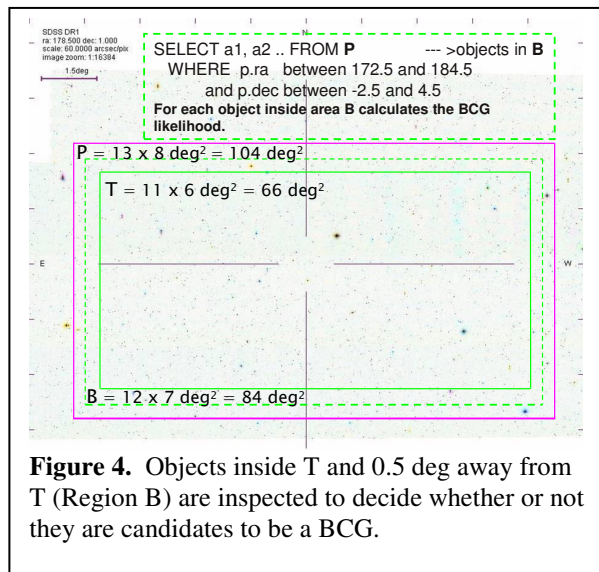 SDSS DR1
ra: 178.500 dec: 1.000
scale: 60.0000 arcsec/pix
image zoom: 1:16384
1.5deg
N
SELECT a1, a2 .. FROM P --- >objects in B
WHERE p.ra between 172.5 and 184.5
and p.dec between -2.5 and 4.5
For each object inside area B calculates the BCG
likelihood.
P = 13 x 8 deg² = 104 deg²
T = 11 x 6 deg² = 66 deg²
E
W
B = 12 x 7 deg² = 84 deg²
Figure 4. Objects inside T and 0.5 deg away from
T (Region B) are inspected to decide whether or not
they are candidates to be a BCG.